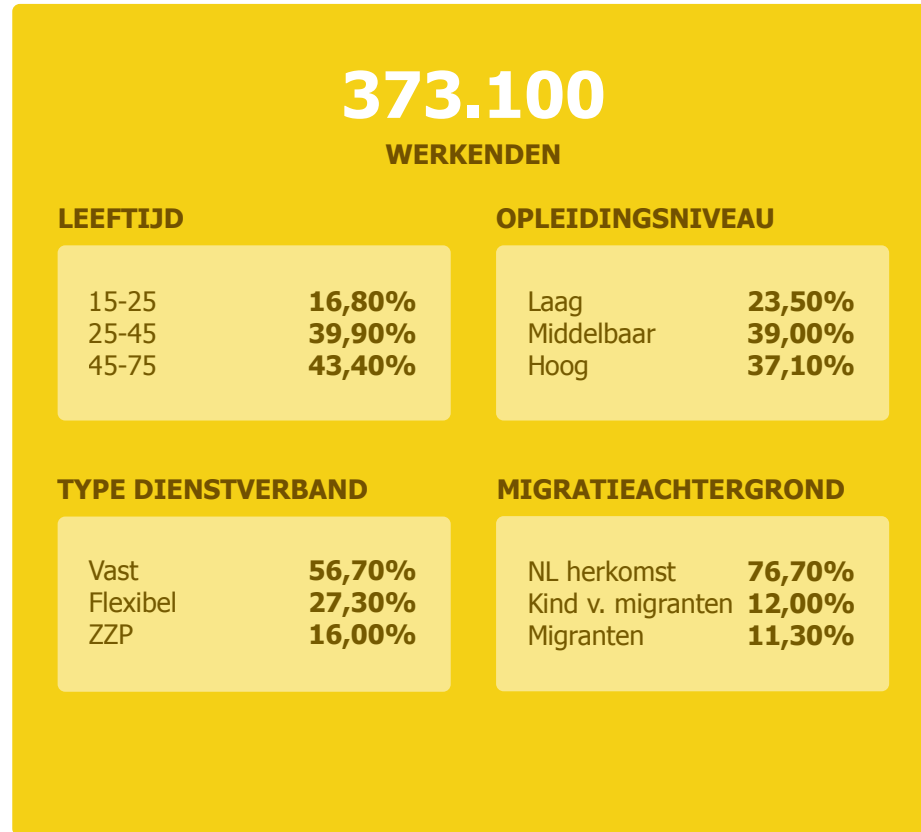 373.100
WERKENDEN
LEEFTIJD
15-25 16,80%
25-45 39,90%
45-75 43,40%
OPLEIDINGSNIVEAU
Laag 23,50%
Middelbaar 39,00%
Hoog 37,10%
TYPE DIENSTVERBAND
Vast 56,70%
Flexibel 27,30%
ZZP 16,00%
MIGRATIEACHTERGROND
NL herkomst 76,70%
Kind v. migranten 12,00%
Migranten 11,30%